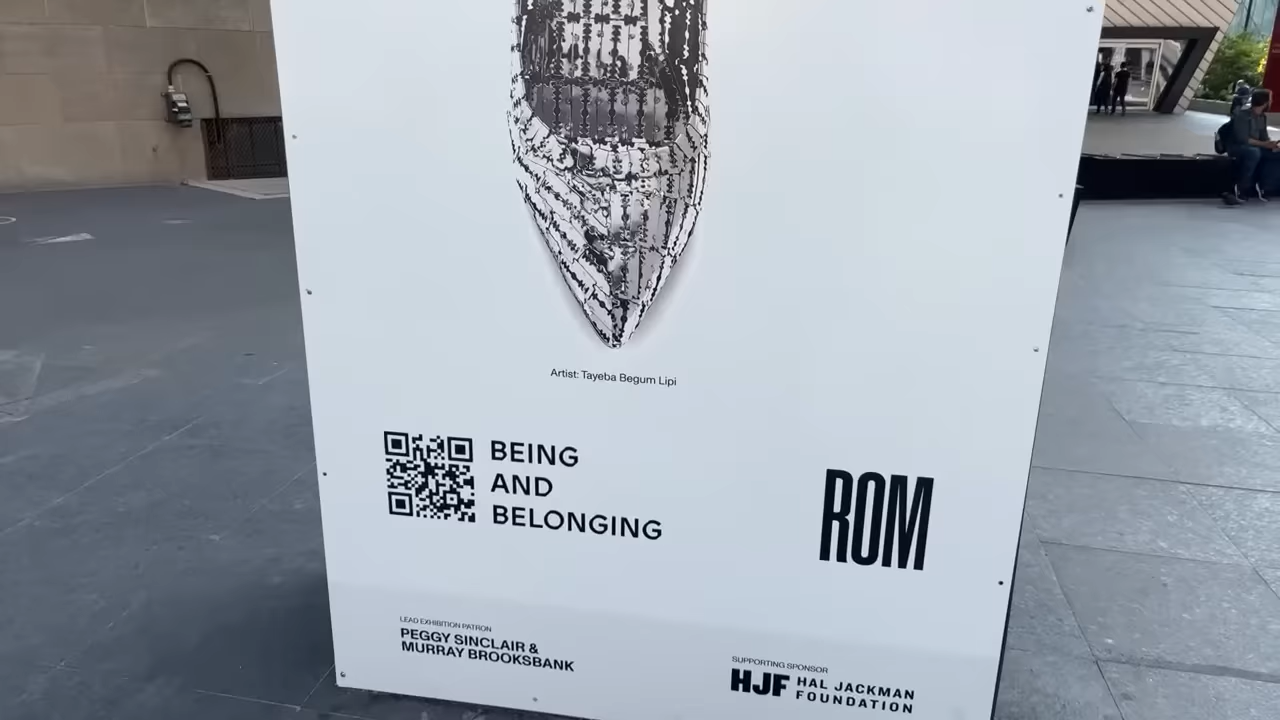 Artist: Tayeba Begum Lipi
BEING
AND
BELONGING
ROM
LEAD EXHIBITION PATRON
PEGGY SINCLAIR &
MURRAY BROOKSBANK
SUPPORTING SPONSOR
HJF HAL JACKMAN
FOUNDATION